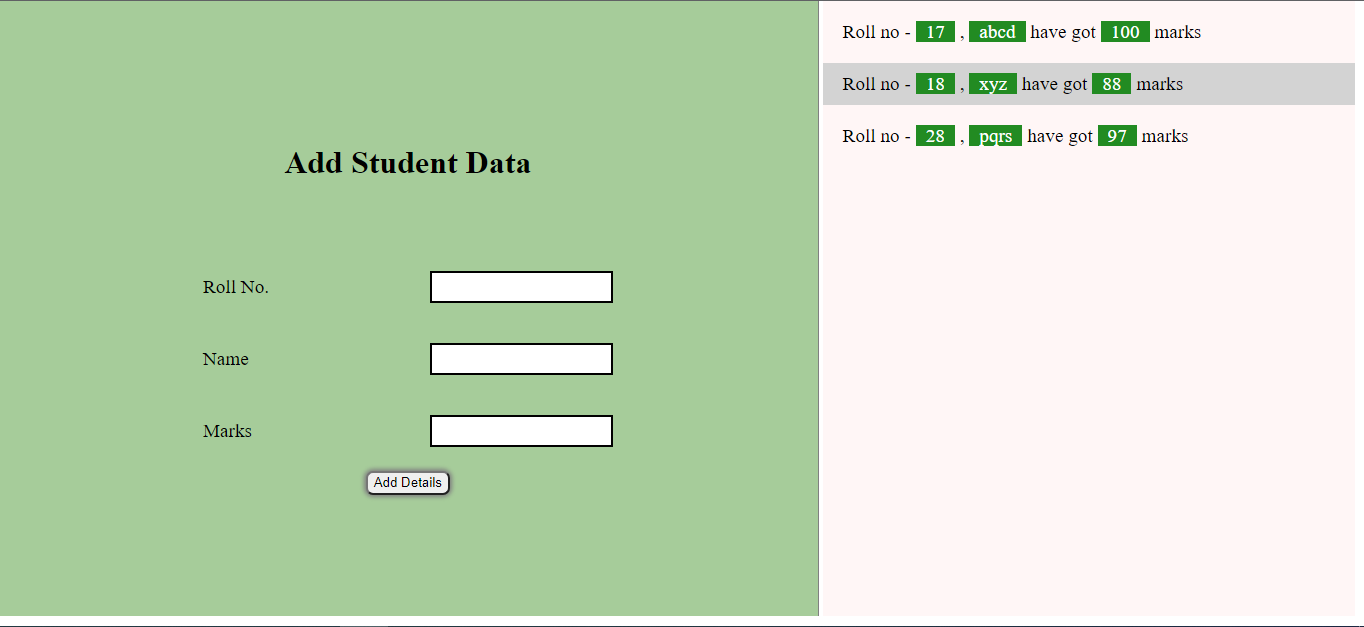 Add Student Data
Roll No.
Name
Marks
Add Details
Roll no - 17 , abcd have got 100 marks
Roll no - 18 , xyz have got 88 marks
Roll no - 28 , pqrs have got 97 marks